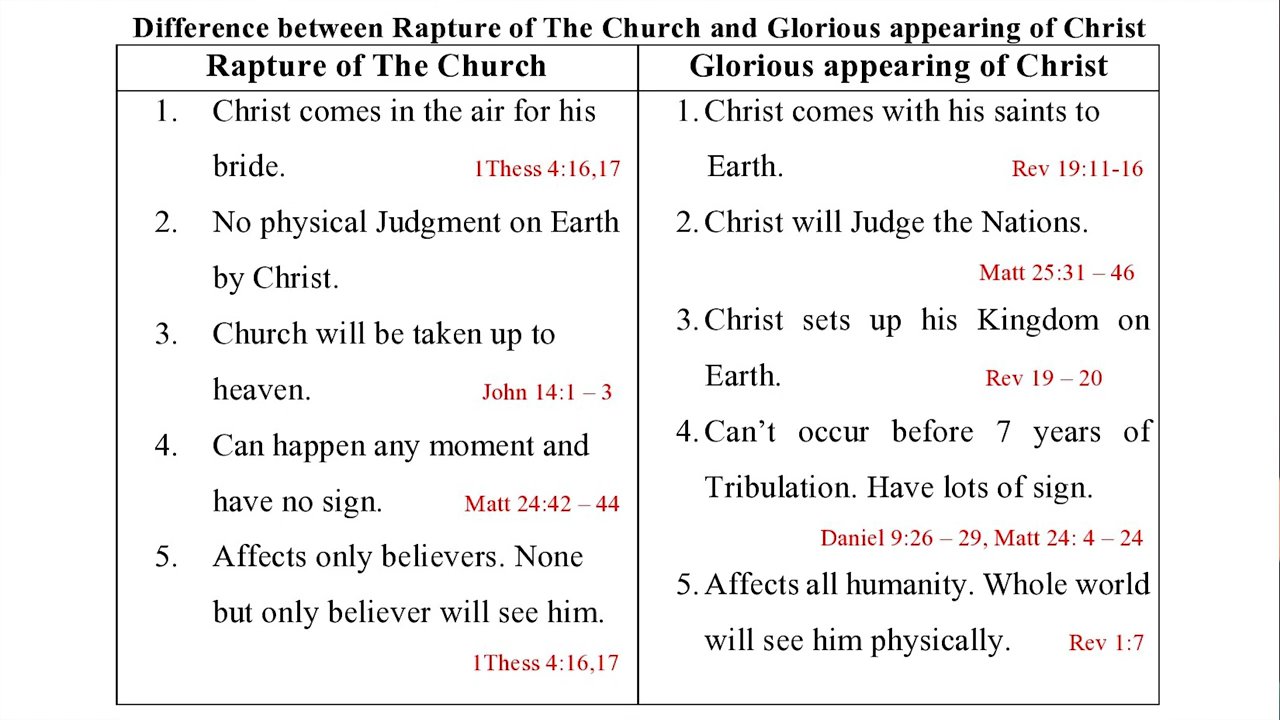 Difference between Rapture of The Church and Glorious appearing of Christ
Rapture of The Church
1. Christ comes in the air for his
bride. 1Thess 4:16,17
2. No physical Judgment on Earth
by Christ.
3. Church will be taken up to
heaven. John 14:1 – 3
4. Can happen any moment and
have no sign. Matt 24:42 – 44
5. Affects only believers. None
but only believer will see him.
1Thess 4:16,17
Glorious appearing of Christ
1. Christ comes with his saints to
Earth. Rev 19:11-16
2. Christ will Judge the Nations.
Matt 25:31 – 46
3. Christ sets up his Kingdom on
Earth. Rev 19 – 20
4. Can’t occur before 7 years of
Tribulation. Have lots of sign.
Daniel 9:26 – 29, Matt 24: 4 – 24
5. Affects all humanity. Whole world
will see him physically. Rev 1:7